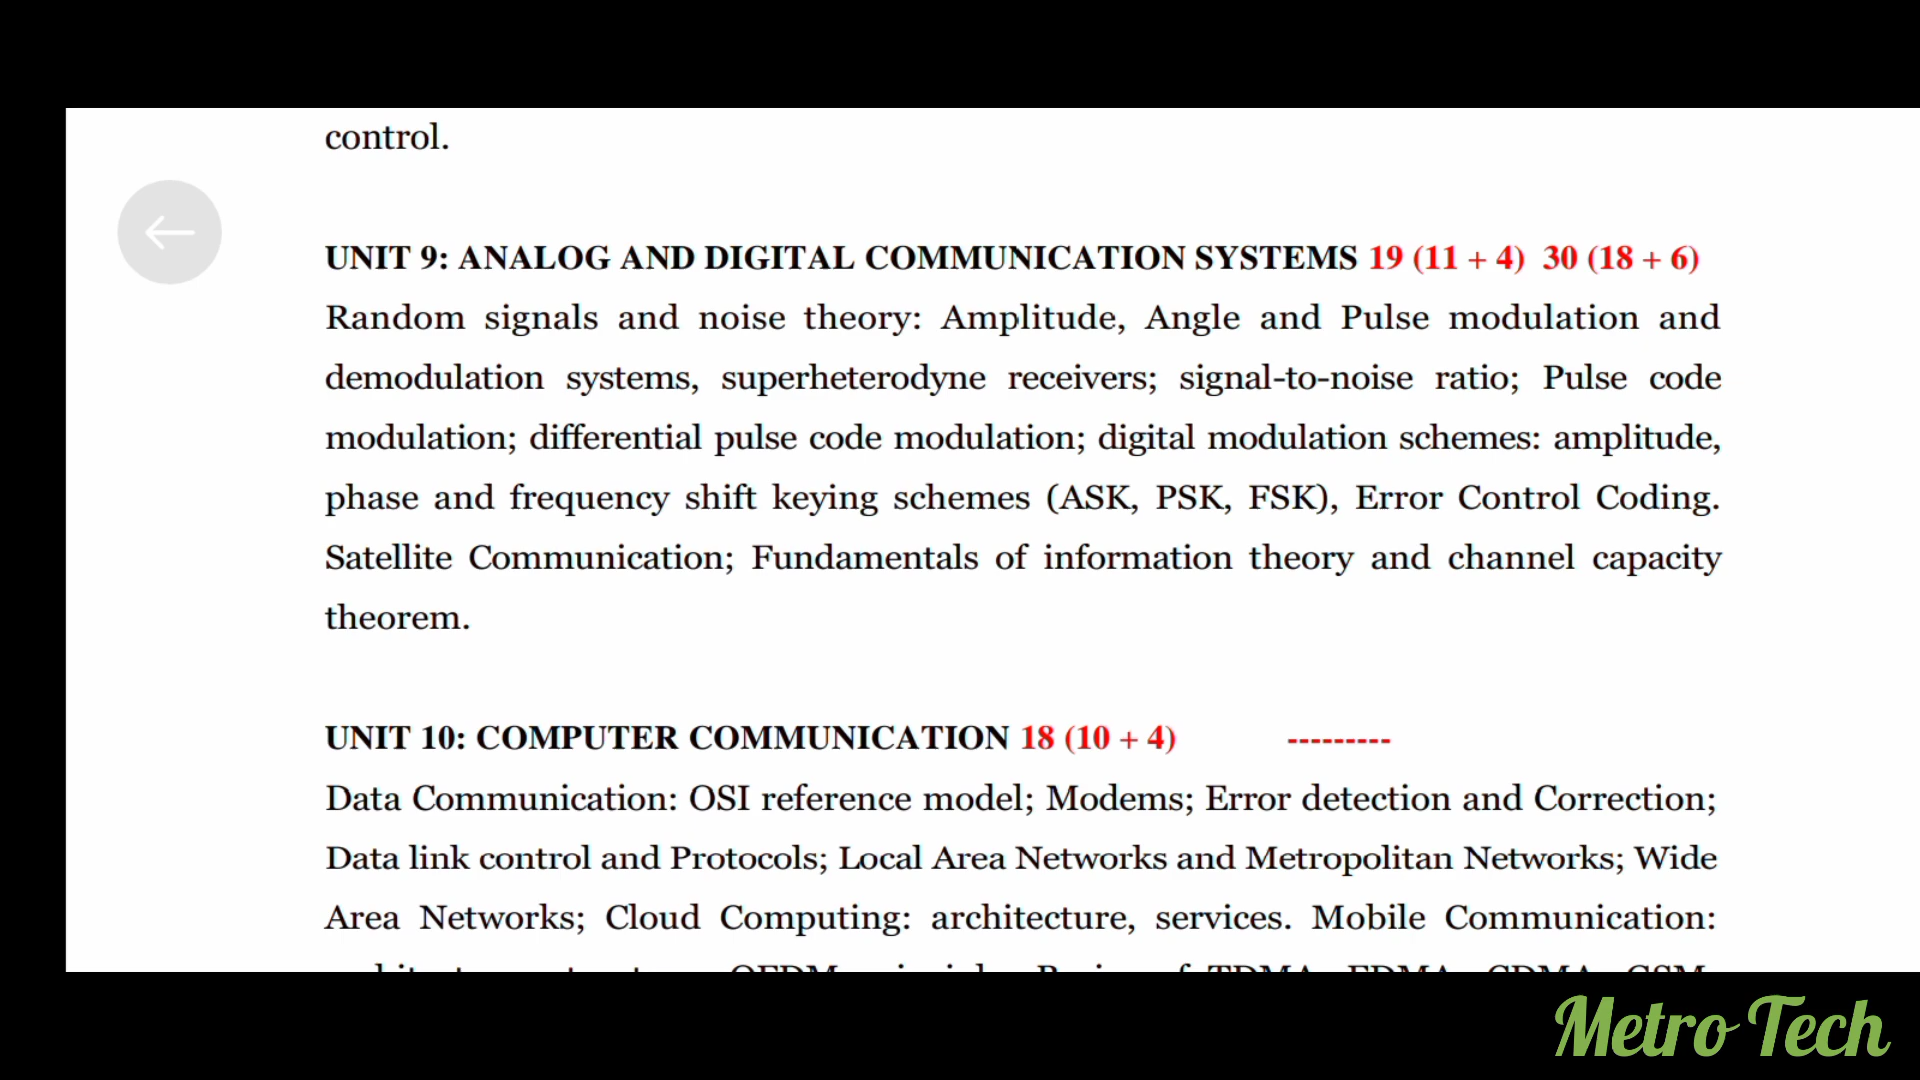 control.
UNIT 9: ANALOG AND DIGITAL COMMUNICATION SYSTEMS 19 (11 + 4) 30 (18 + 6)
Random signals and noise theory: Amplitude, Angle and Pulse modulation and
demodulation systems, superheterodyne receivers; signal-to-noise ratio; Pulse code
modulation; differential pulse code modulation; digital modulation schemes: amplitude,
phase and frequency shift keying schemes (ASK, PSK, FSK), Error Control Coding.
Satellite Communication; Fundamentals of information theory and channel capacity
theorem.
UNIT 10: COMPUTER COMMUNICATION 18 (10 + 4) ---------
Data Communication: OSI reference model; Modems; Error detection and Correction;
Data link control and Protocols; Local Area Networks and Metropolitan Networks; Wide
Area Networks; Cloud Computing: architecture, services. Mobile Communication:
OFDM TDMA, FDMA, CDMA, GSM
Metro Tech